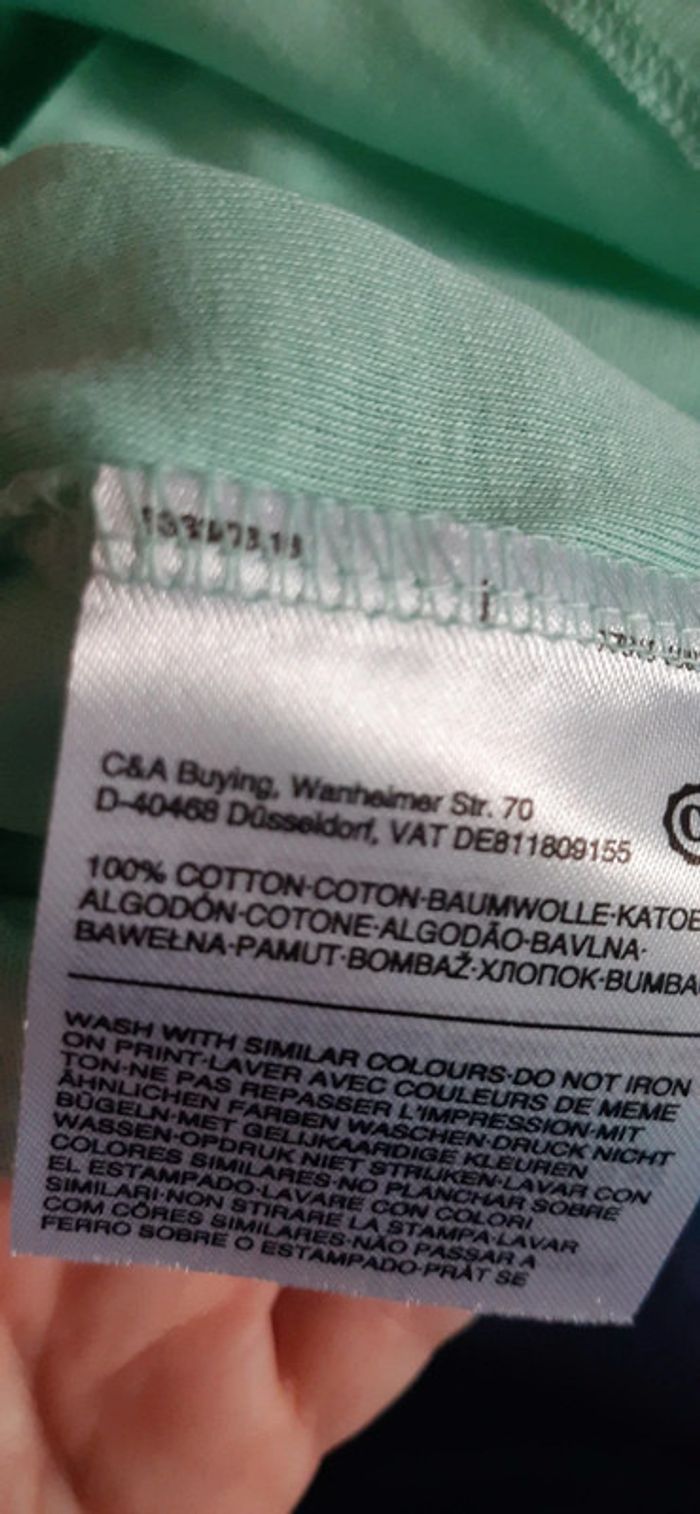 C&A Buying, Wanheimer Str. 70
D-40468 Düsseldorf, VAT DE811809155
100% COTTON·COTON·BAUMWOLLE·KATOE
ALGODÓN·COTONE·ALGODÃO·BAVLNA·
BAWEŁNA·PAMUT·BOMBAŽ·ХЛОПОК·BUMBA
WASH WITH SIMILAR COLOURS·DO NOT IRON
ON PRINT·LAVER AVEC COULEURS DE MEME
TON·NE PAS REPASSER L'IMPRESSION·MIT
ÄHNLICHEN FARBEN WASCHEN·DRUCK NICHT
BÜGELN·MET GELIJKAARDIGE KLEUREN
WASSEN·OPDRUK NIET STRIJKEN·LAVAR CON
COLORES SIMILARES·NO PLANCHAR SOBRE
EL ESTAMPADO·LAVARE CON COLORI
SIMILARI·NON STIRARE LA STAMPA·LAVAR
COM CÔRES SIMILARES·NÃO PASSAR A
FERRO SOBRE O ESTAMPADO·PRÁT SE